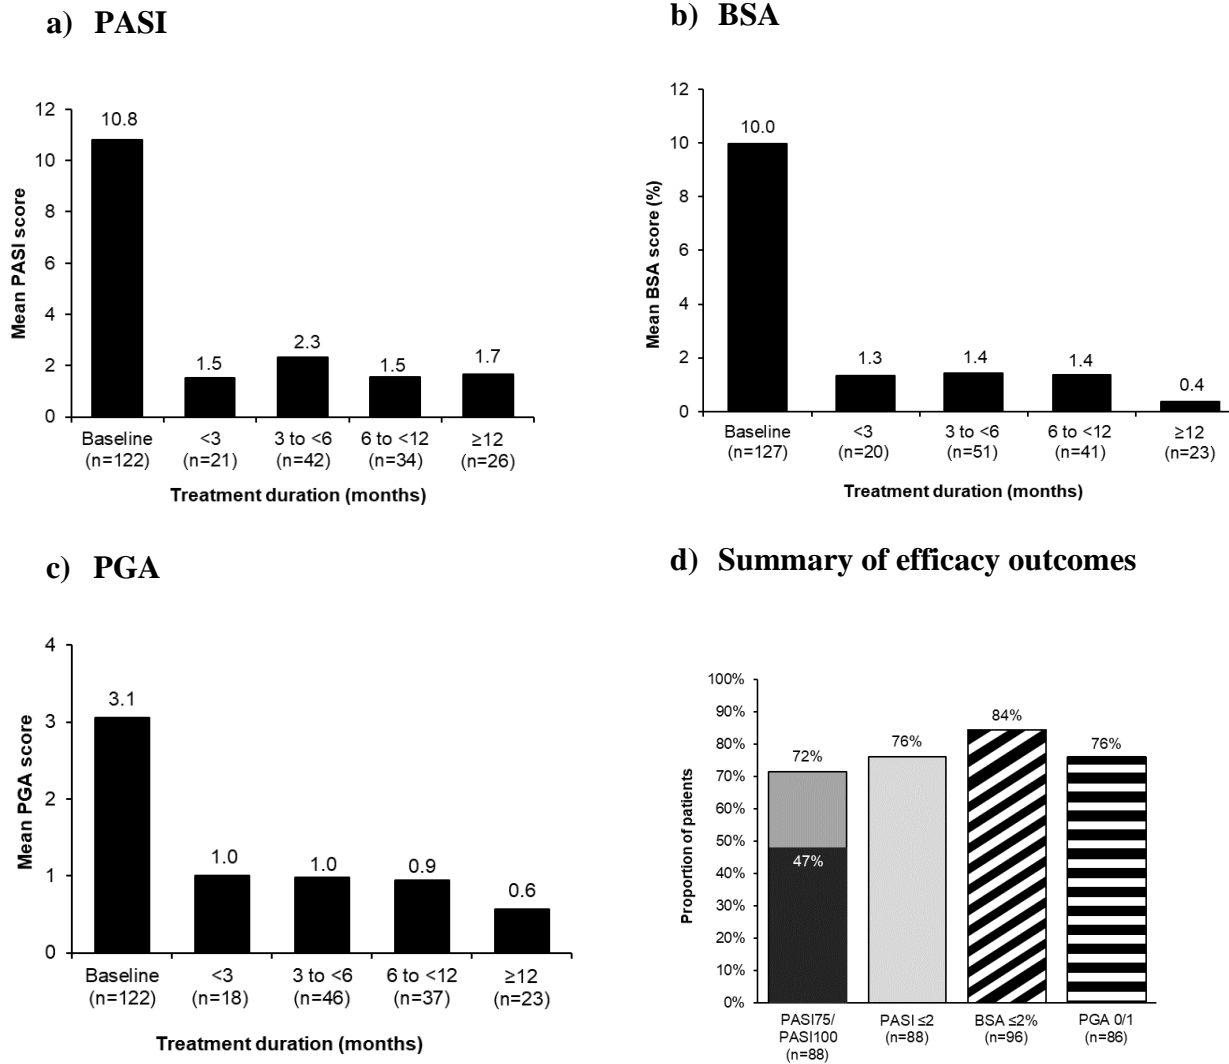 a) PASI
12
10
8
6
4
2
0
Mean PASI score
10.8
1.5
2.3
1.5
1.7
Baseline <3 3 to <6 6 to <12 ≥12
(n=122) (n=21) (n=42) (n=34) (n=26)
Treatment duration (months)
b) BSA
12
10
8
6
4
2
0
Mean BSA score (%)
10.0
1.3
1.4
1.4
0.4
Baseline <3 3 to <6 6 to <12 ≥12
(n=127) (n=20) (n=51) (n=41) (n=23)
Treatment duration (months)
c) PGA
4
3
2
1
0
Mean PGA score
3.1
1.0
1.0
0.9
0.6
Baseline <3 3 to <6 6 to <12 ≥12
(n=122) (n=18) (n=46) (n=37) (n=23)
Treatment duration (months)
d) Summary of efficacy outcomes
100%
90%
80%
70%
60%
50%
40%
30%
20%
10%
0%
Proportion of patients
72%
47%
76%
84%
76%
PASI75/
PASI100
(n=88)
PASI ≤2
(n=88)
BSA ≤2%
(n=96)
PGA 0/1
(n=86)